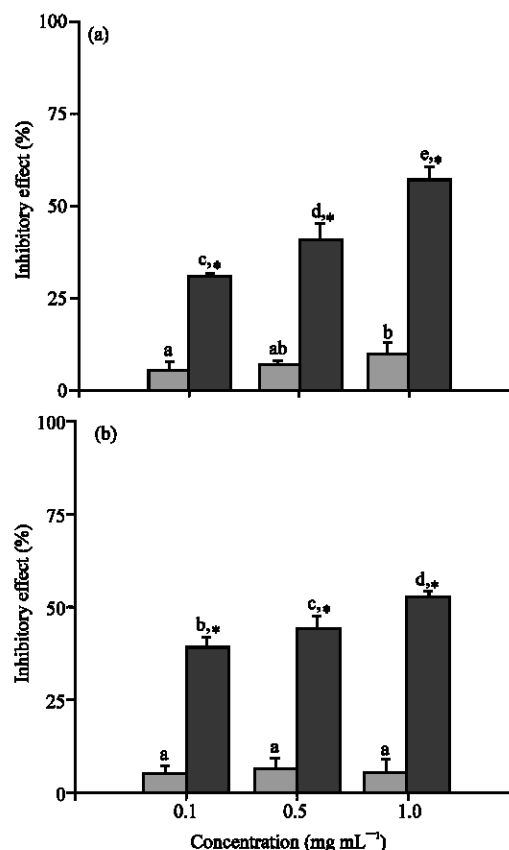 (a)
100
75
50
25
0
Inhibitory effect (%)
a
c,*
ab
d,*
b
e,*
(b)
100
75
50
25
0
Inhibitory effect (%)
a
b,*
a
c,*
a
d,*
0.1 0.5 1.0
Concentration (mg mL⁻¹)